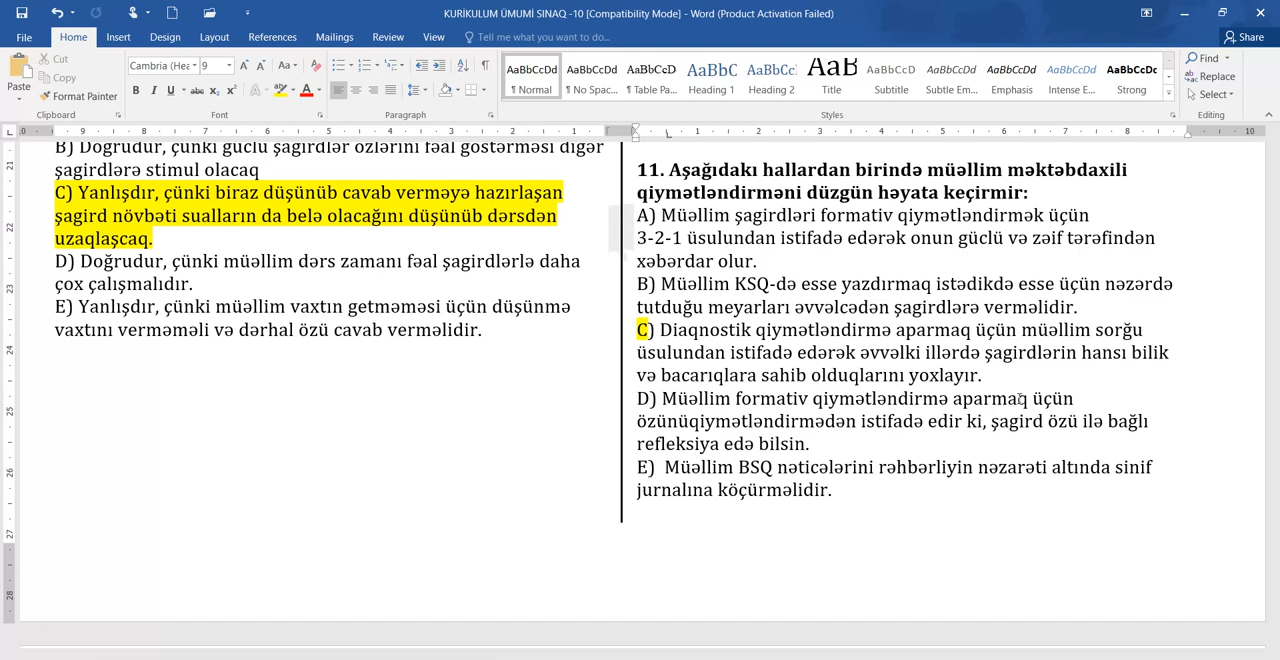 KURİKULUM ÜMUMİ SINAQ -10 [Compatibility Mode] - Word (Product Activation Failed)
File Home Insert Design Layout References Mailings Review View Tell me what you want to do... Share
Paste
Cut
Copy
Format Painter
Clipboard
Cambria (Hea 9
Font
Paragraph
AaBbCcDd AaBbCcDd AaBbCcD AaBbC AaBbCc AaBbCcD AaBbCcDd AaBbCcDd AaBbCcDd AaBbCcDc
¶ Normal ¶ No Spac... ¶ Table Pa... Heading 1 Heading 2 Title Subtitle Subtle Em... Emphasis Intense E... Strong
Styles
Find
Replace
Select
Editing
B) Doğrudur, çünki güclü şagirdlər özlərini fəal göstərməsi digər
şagirdlərə stimul olacaq
C) Yanlışdır, çünki biraz düşünüb cavab verməyə hazırlaşan
şagird növbəti sualların da belə olacağını düşünüb dərsdən
uzaqlaşcaq.
D) Doğrudur, çünki müəllim dərs zamanı fəal şagirdlərlə daha
çox çalışmalıdır.
E) Yanlışdır, çünki müəllim vaxtın getməməsi üçün düşünmə
vaxtını verməməli və dərhal özü cavab verməlidir.
11. Aşağıdakı hallardan birində müəllim məktəbdaxili
qiymətləndirməni düzgün həyata keçirmir:
A) Müəllim şagirdləri formativ qiymətləndirmək üçün
3-2-1 üsulundan istifadə edərək onun güclü və zəif tərəfindən
xəbərdar olur.
B) Müəllim KSQ-də esse yazdırmaq istədikdə esse üçün nəzərdə
tutduğu meyarları əvvəlcədən şagirdlərə verməlidir.
C) Diaqnostik qiymətləndirmə aparmaq üçün müəllim sorğu
üsulundan istifadə edərək əvvəlki illərdə şagirdlərin hansı bilik
və bacarıqlara sahib olduqlarını yoxlayır.
D) Müəllim formativ qiymətləndirmə aparmaq üçün
özünüqiymətləndirmədən istifadə edir ki, şagird özü ilə bağlı
refleksiya edə bilsin.
E) Müəllim BSQ nəticələrini rəhbərliyin nəzarəti altında sinif
jurnalına köçürməlidir.